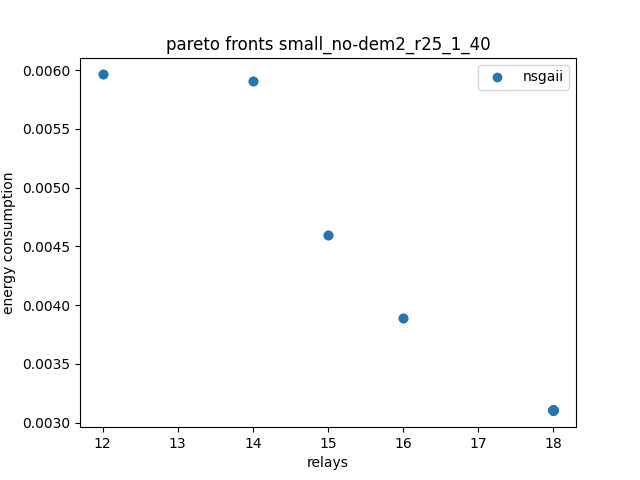 pareto fronts small_no-dem2_r25_1_40
nsgaii
0.0060
0.0055
0.0050
0.0045
0.0040
0.0035
0.0030
energy consumption
12 13 14 15 16 17 18
relays